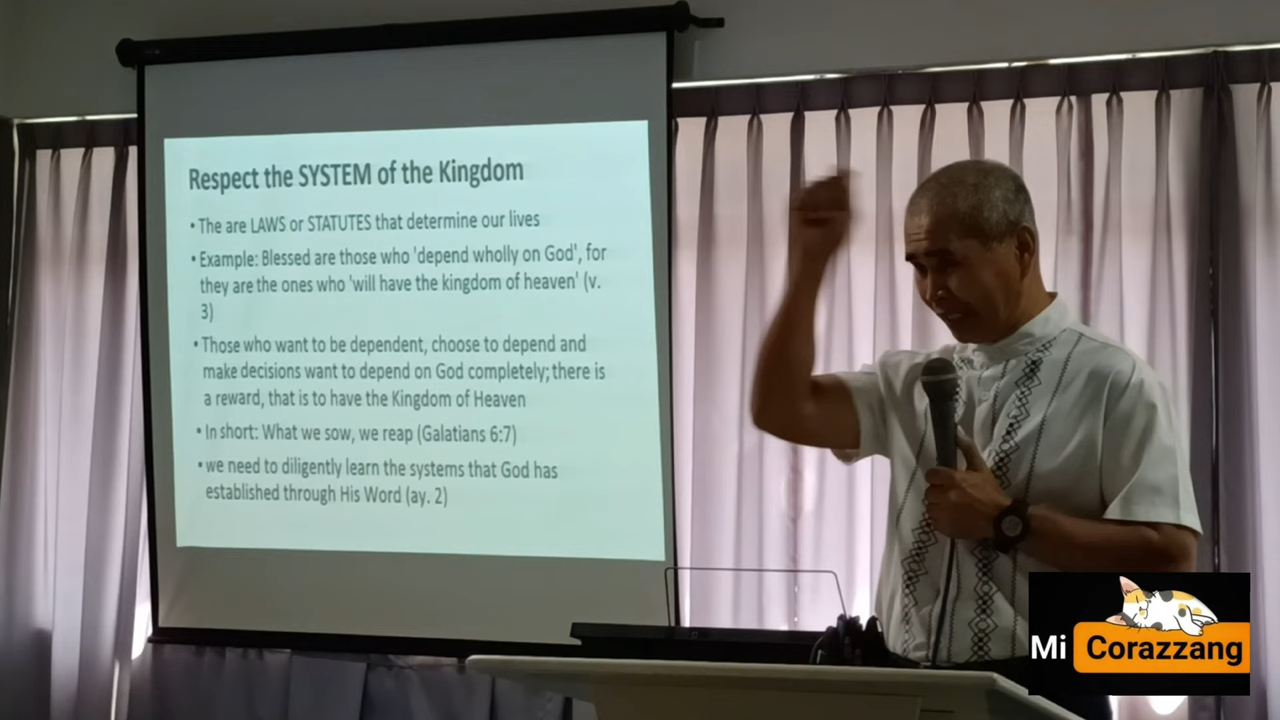 Respect the SYSTEM of the Kingdom
• The are LAWS or STATUTES that determine our lives
• Example: Blessed are those who 'depend wholly on God', for
they are the ones who 'will have the kingdom of heaven' (v.
3)
• Those who want to be dependent, choose to depend and
make decisions want to depend on God completely; there is
a reward, that is to have the Kingdom of Heaven
• In short: What we sow, we reap (Galatians 6:7)
• we need to diligently learn the systems that God has
established through His Word (ay. 2)
Mi Corazzang